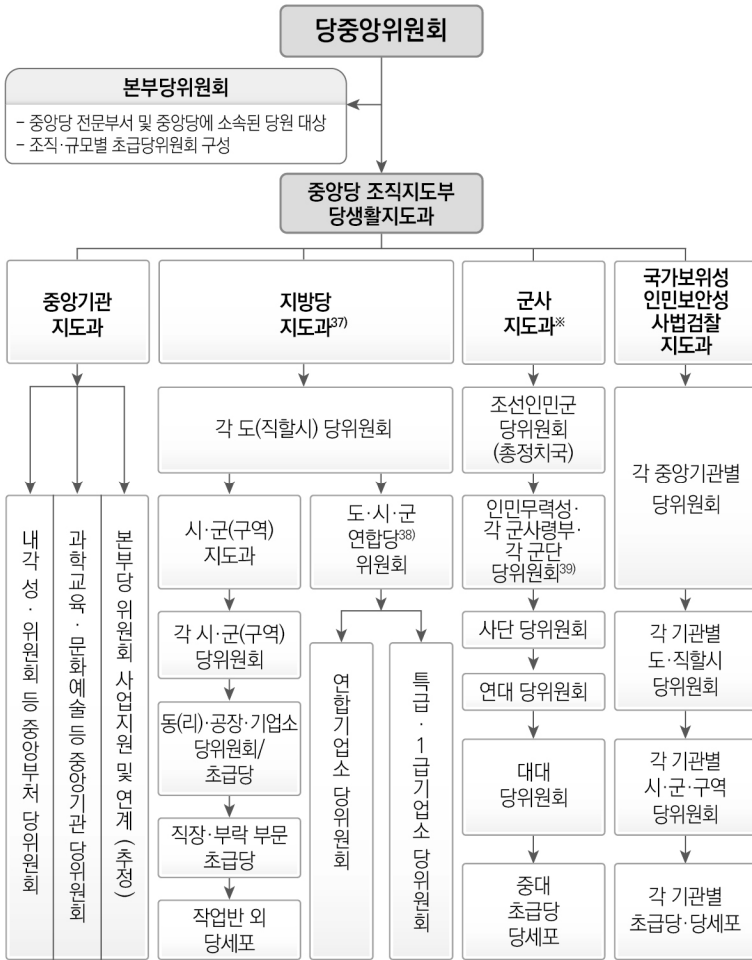 당중앙위원회
본부당위원회
– 중앙당 전문부서 및 중앙당에 소속된 당원 대상
– 조직·규모별 초급당위원회 구성
중앙당 조직지도부
당생활지도과
중앙기관
지도과
내각 성·위원회 등 중앙부처 당위원회
과학교육·문화예술 등 중앙기관 당위원회
본부당 위원회 사업지원 및 연계 (추정)
지방당
지도과37)
각 도(직할시) 당위원회
시·군(구역)
지도과
각 시·군(구역)
당위원회
동(리)·공장·기업소
당위원회/
초급당
직장·부락 부문
초급당
작업반 외
당세포
도·시·군
연합당38)
위원회
연합기업소 당위원회
특급·1급기업소 당위원회
군사
지도과※
조선인민군
당위원회
(총정치국)
인민무력성·
각 군사령부·
각 군단
당위원회39)
사단 당위원회
연대 당위원회
대대
당위원회
중대
초급당
당세포
국가보위성
인민보안성
사법검찰
지도과
각 중앙기관별
당위원회
각 기관별
도·직할시
당위원회
각 기관별
시·군·구역
당위원회
각 기관별
초급당·당세포